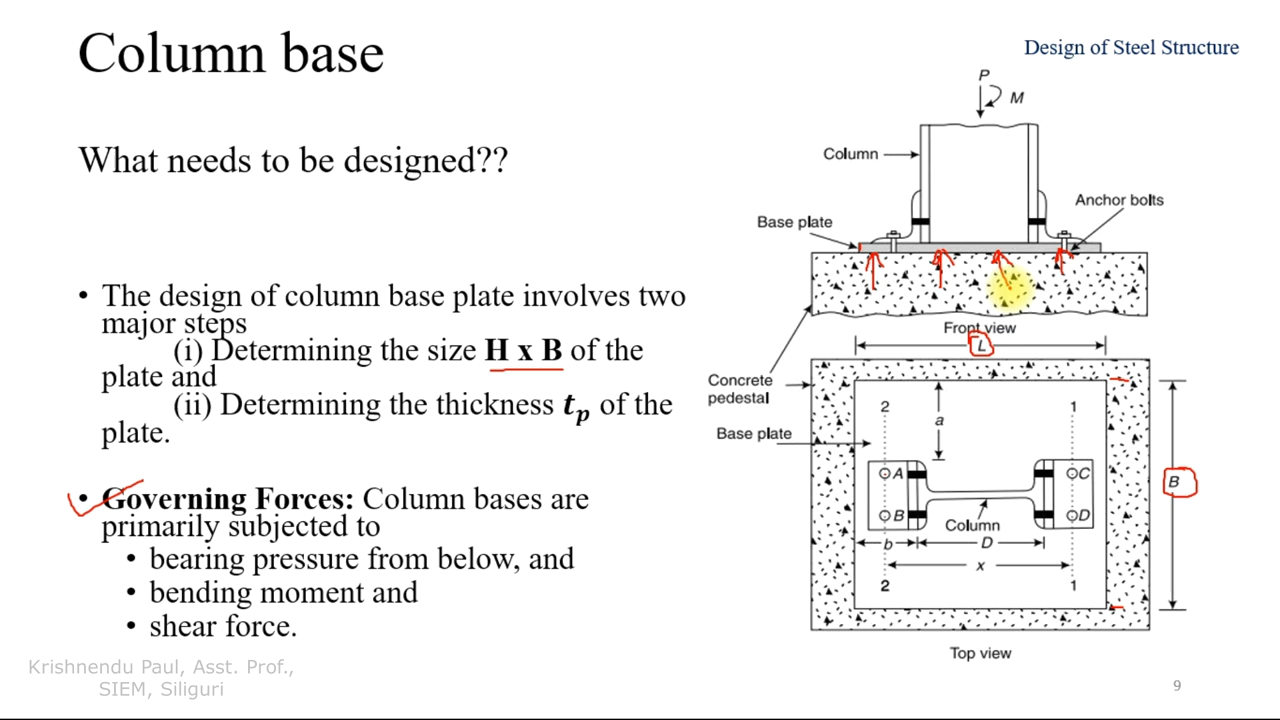 Column base
Design of Steel Structure
What needs to be designed??
• The design of column base plate involves two
major steps
(i) Determining the size H x B of the
plate and
(ii) Determining the thickness tₚ of the
plate.
• Governing Forces: Column bases are
primarily subjected to
• bearing pressure from below, and
• bending moment and
• shear force.
Krishnendu Paul, Asst. Prof.,
SIEM, Siliguri
P
M
Column
Anchor bolts
Base plate
Front view
L
Concrete
pedestal
2
1
a
Base plate
A
C
B
B
D
Column
b
D
x
2
1
Top view
9